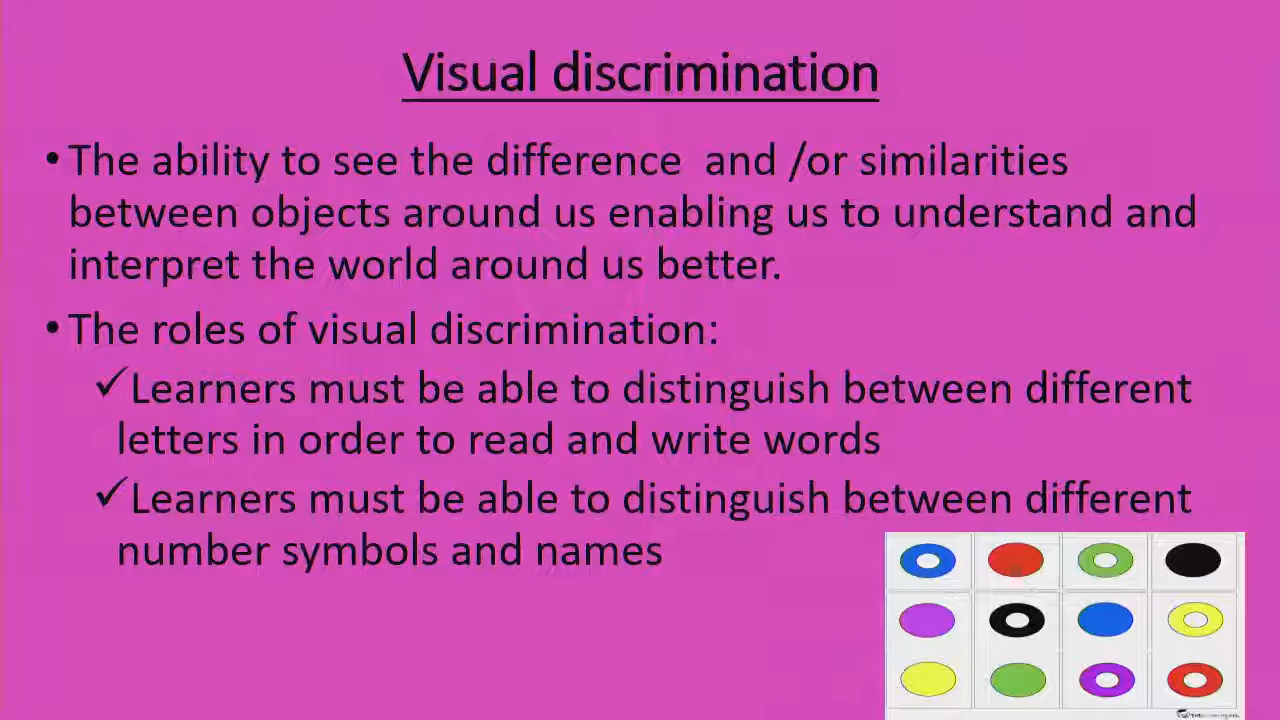 Visual discrimination
• The ability to see the difference  and /or similarities
between objects around us enabling us to understand and
interpret the world around us better.
• The roles of visual discrimination:
✓Learners must be able to distinguish between different
letters in order to read and write words
✓Learners must be able to distinguish between different
number symbols and names